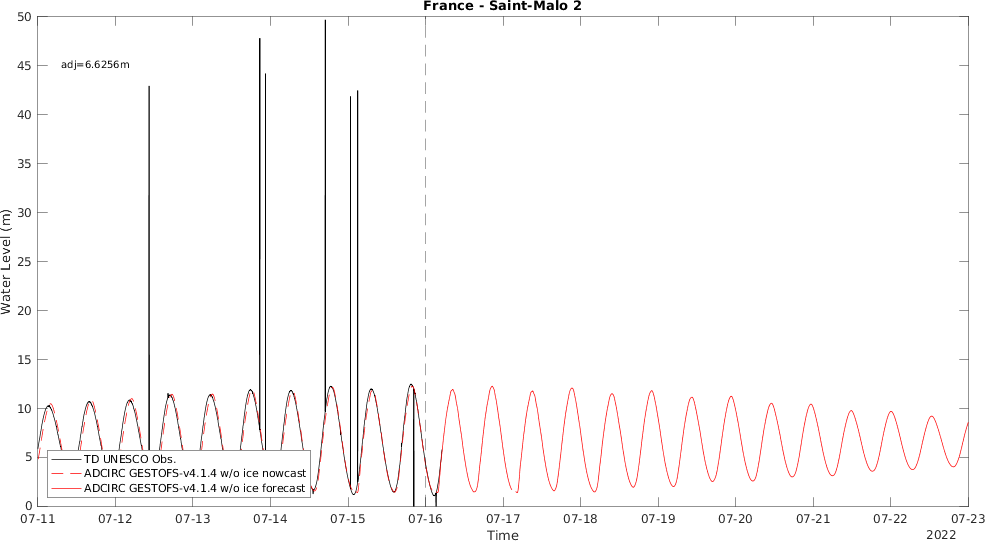 France - Saint-Malo 2
50
45
40
35
30
25
20
15
10
5
0
Water Level (m)
adj=6.6256m
TD UNESCO Obs.
ADCIRC GESTOFS-v4.1.4 w/o ice nowcast
ADCIRC GESTOFS-v4.1.4 w/o ice forecast
07-11 07-12 07-13 07-14 07-15 07-16 07-17 07-18 07-19 07-20 07-21 07-22 07-23
Time
2022